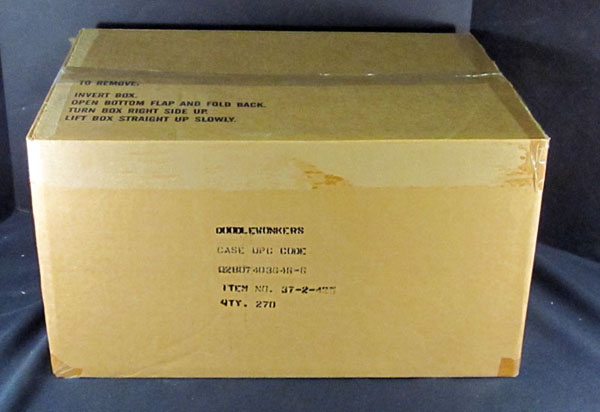 TO REMOVE:
INVERT BOX.
OPEN BOTTOM FLAP AND FOLD BACK.
TURN BOX RIGHT SIDE UP.
LIFT BOX STRAIGHT UP SLOWLY.
DOODLEWONKERS
CASE UPC CODE
ITEM NO.
QTY. 270